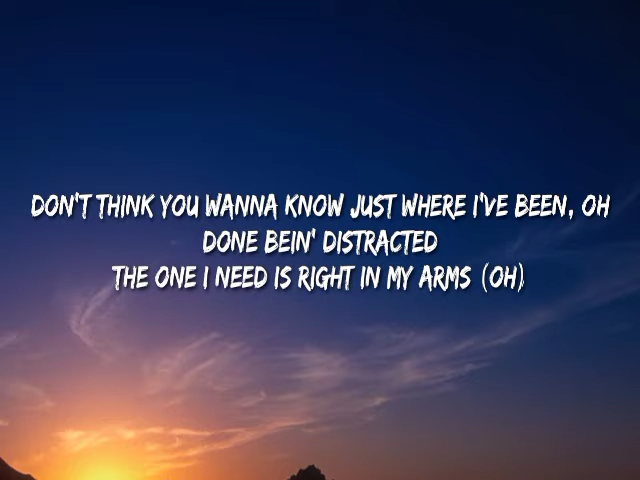 DON'T THINK YOU WANNA KNOW JUST WHERE I'VE BEEN, OH
DONE BEIN' DISTRACTED
THE ONE I NEED IS RIGHT IN MY ARMS (OH)